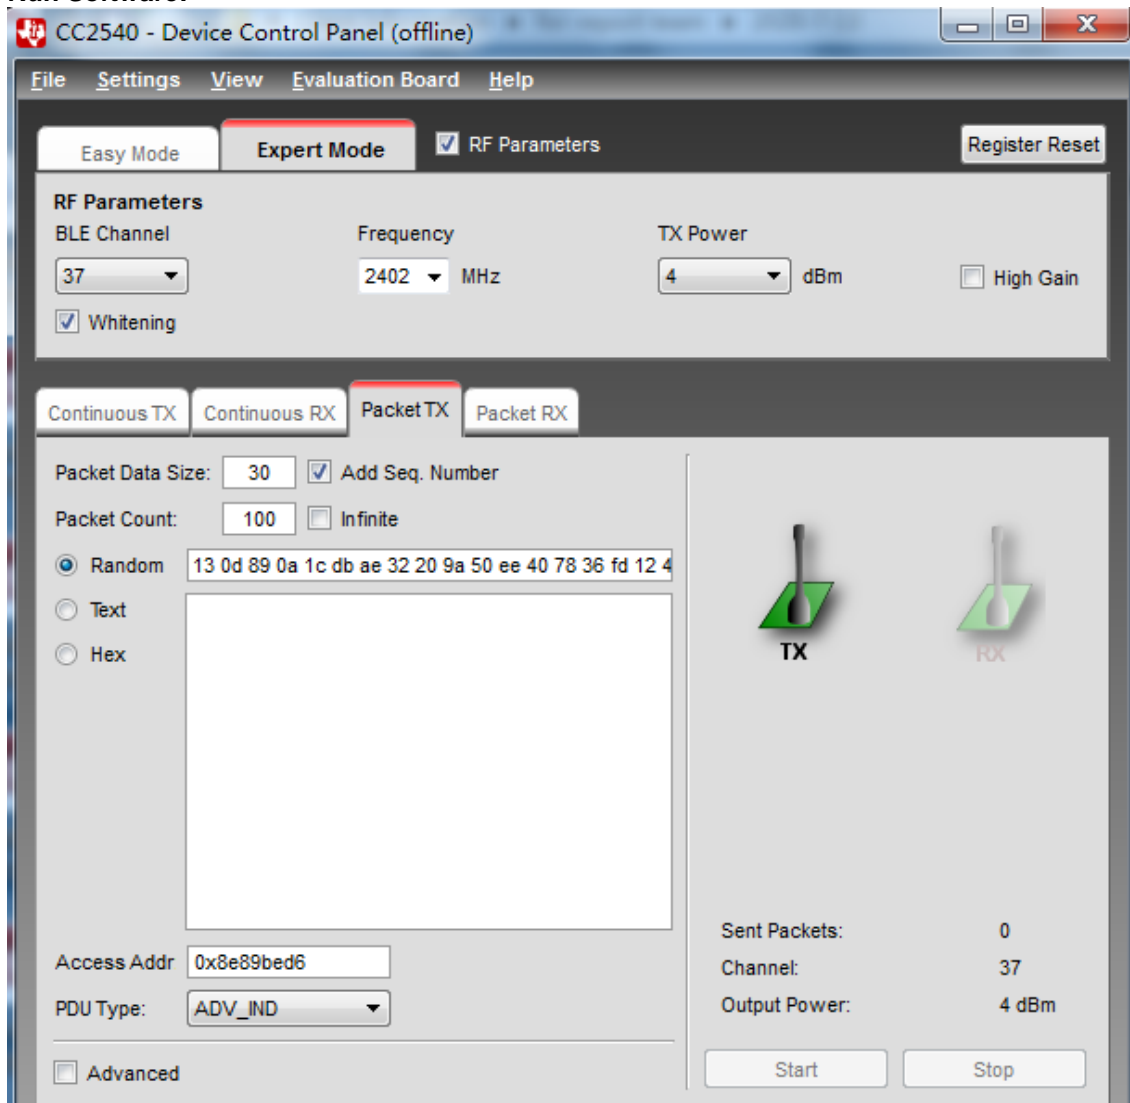 Run Software:
CC2540 - Device Control Panel (offline)
File Settings View Evaluation Board Help
Easy Mode Expert Mode RF Parameters Register Reset
RF Parameters
BLE Channel Frequency TX Power
37 2402 MHz 4 dBm High Gain
Whitening
Continuous TX Continuous RX Packet TX Packet RX
Packet Data Size: 30 Add Seq. Number
Packet Count: 100 Infinite
Random 13 0d 89 0a 1c db ae 32 20 9a 50 ee 40 78 36 fd 12 4
Text
Hex
TX RX
Sent Packets: 0
Access Addr 0x8e89bed6
Channel: 37
PDU Type: ADV_IND
Output Power: 4 dBm
Advanced
Start Stop